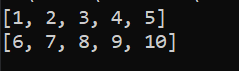 [1, 2, 3, 4, 5]
[6, 7, 8, 9, 10]